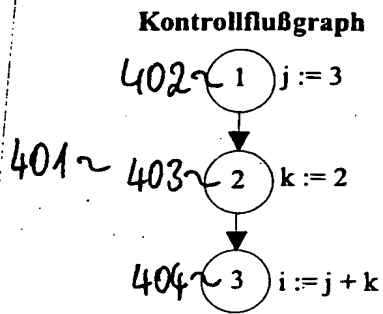 Kontrollflußgraph
402 1 j := 3
401 403 2 k := 2
404 3 i := j + k